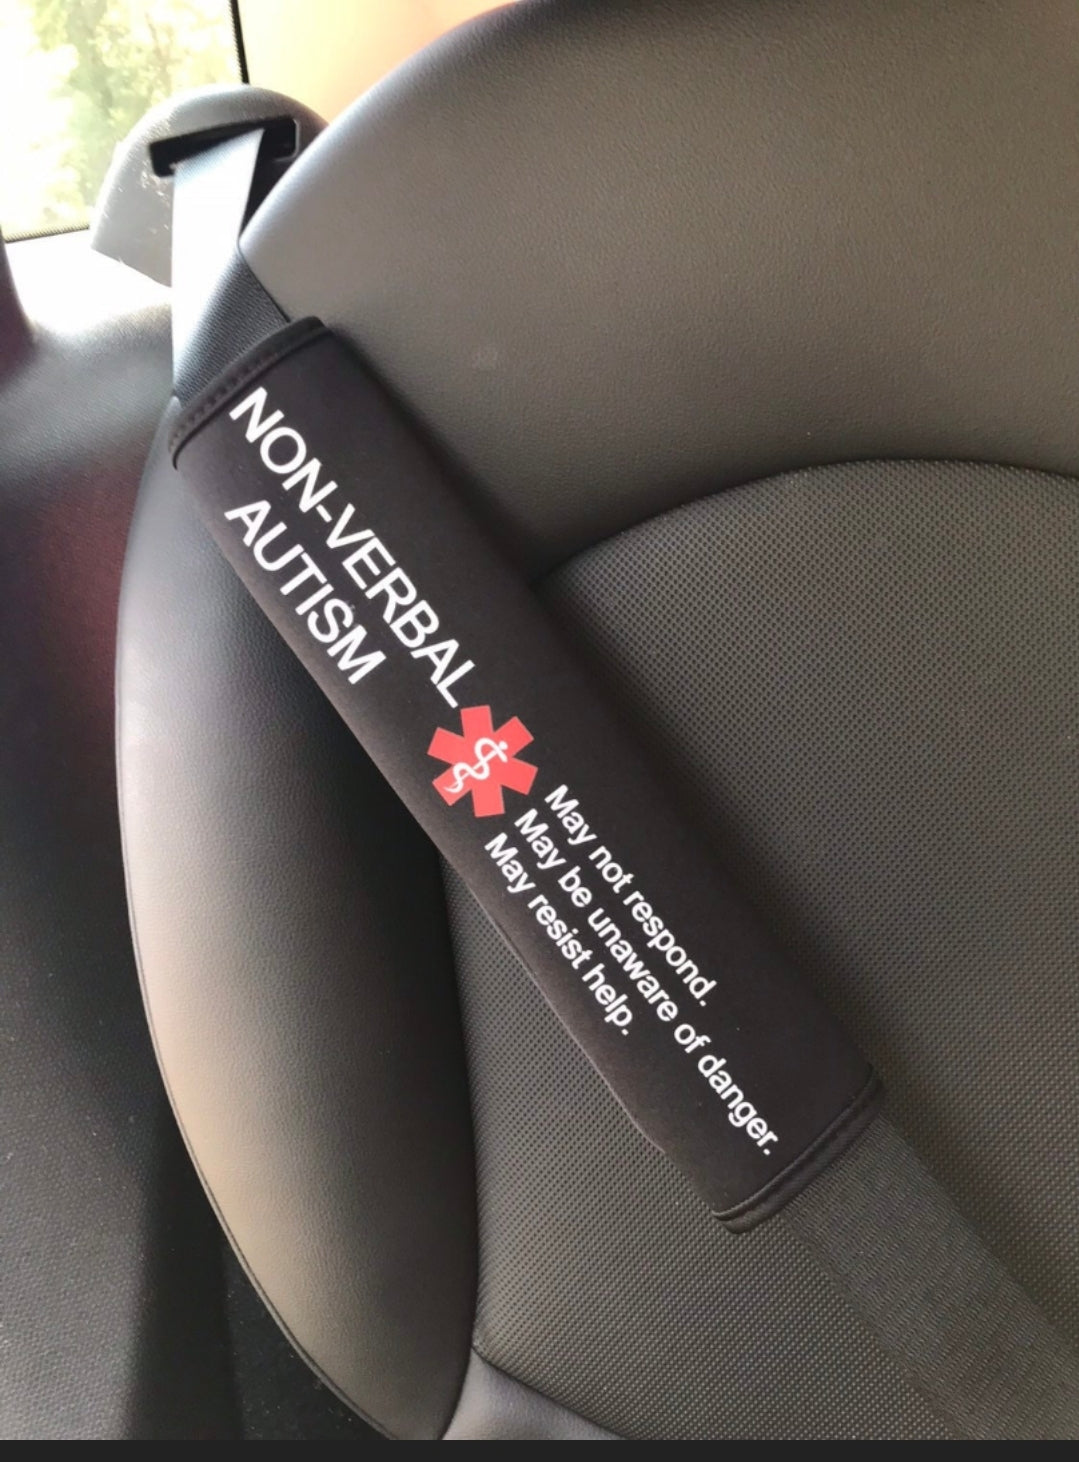 NON-VERBAL
AUTISM
May not respond.
May be unaware of danger.
May resist help.